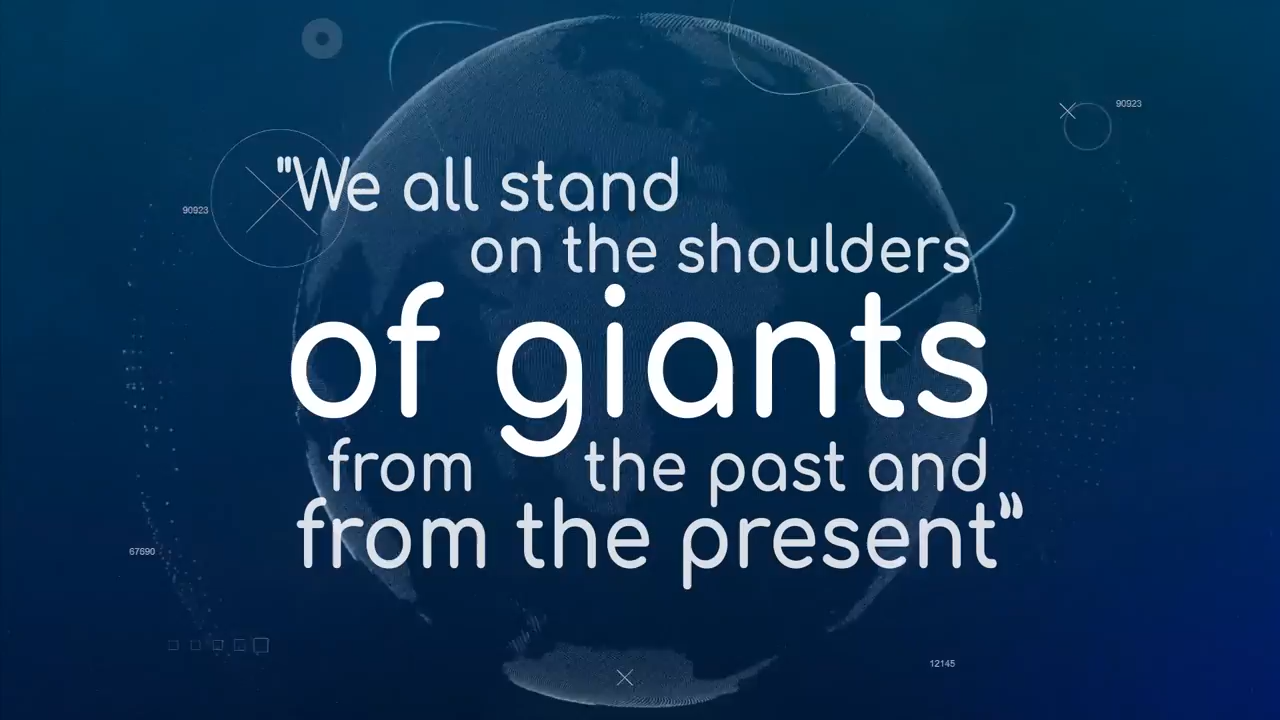 90923
90923
"We all stand
on the shoulders
of giants
from the past and
from the present"
67690
12145